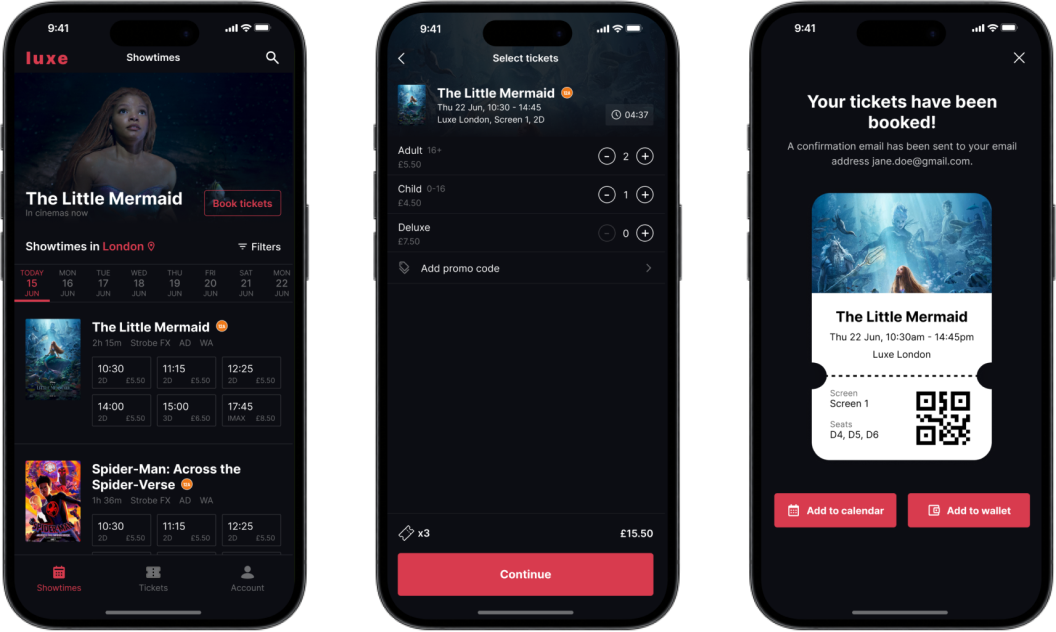 9:41
luxe
Showtimes
The Little Mermaid
In cinemas now
Book tickets
Showtimes in London
Filters
TODAY MON TUE WED THU FRI SAT MON
15 16 17 18 19 20 21 22
JUN JUN JUN JUN JUN JUN JUN JUN
The Little Mermaid 12A
2h 15m Strobe FX AD WA
10:30 11:15 12:25
2D £5.50 2D £5.50 2D £5.50
14:00 15:00 17:45
2D £5.50 3D £6.50 IMAX £8.50
Spider-Man: Across the
Spider-Verse 12A
1h 36m Strobe FX AD WA
10:30 11:15 12:25
2D £5.50 2D £5.50 2D £5.50
Showtimes
Tickets
Account
9:41
Select tickets
The Little Mermaid 12A
Thu 22 Jun, 10:30 - 14:45
Luxe London, Screen 1, 2D
04:37
Adult 16+
£5.50
- 2 +
Child 0-16
£4.50
- 1 +
Deluxe
£7.50
- 0 +
Add promo code
x3
£15.50
Continue
9:41
Your tickets have been
booked!
A confirmation email has been sent to your email
address jane.doe@gmail.com.
The Little Mermaid
Thu 22 Jun, 10:30am - 14:45pm
Luxe London
Screen
Screen 1
Seats
D4, D5, D6
Add to calendar
Add to wallet